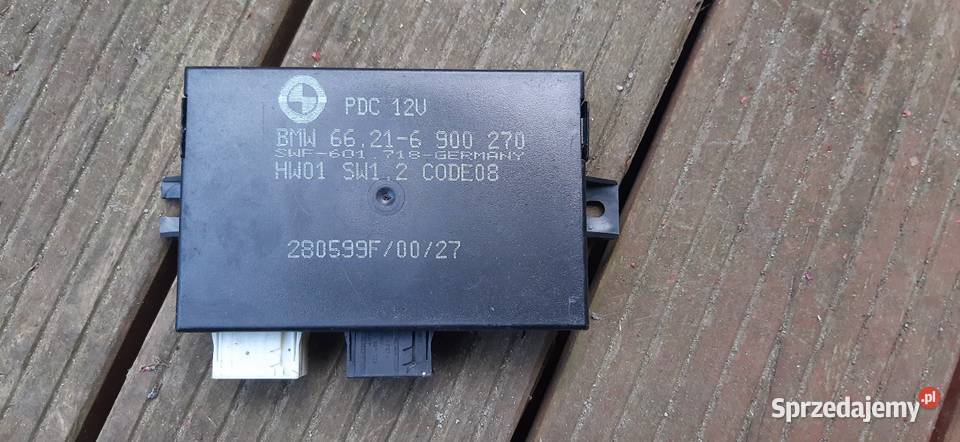 PDC 12V
BMW 66.21-6 900 270
SWF-601 718-GERMANY
HW01 SW1.2 CODE08
280599F/00/27
Sprzedajemy.pl